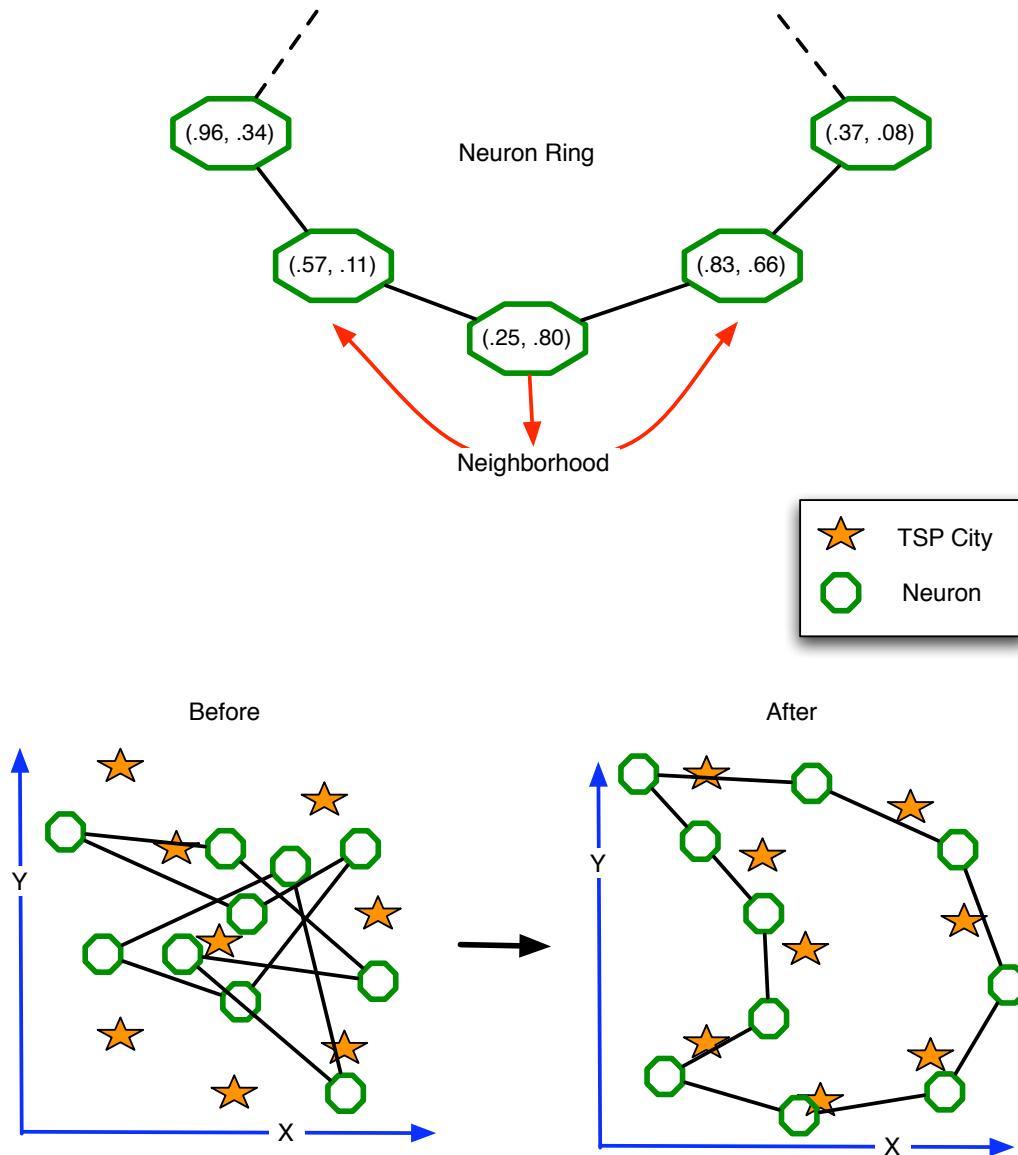 (.96, .34)
(.37, .08)
Neuron Ring
(.57, .11)
(.83, .66)
(.25, .80)
Neighborhood
TSP City
Neuron
Before
After
Y
Y
X
X